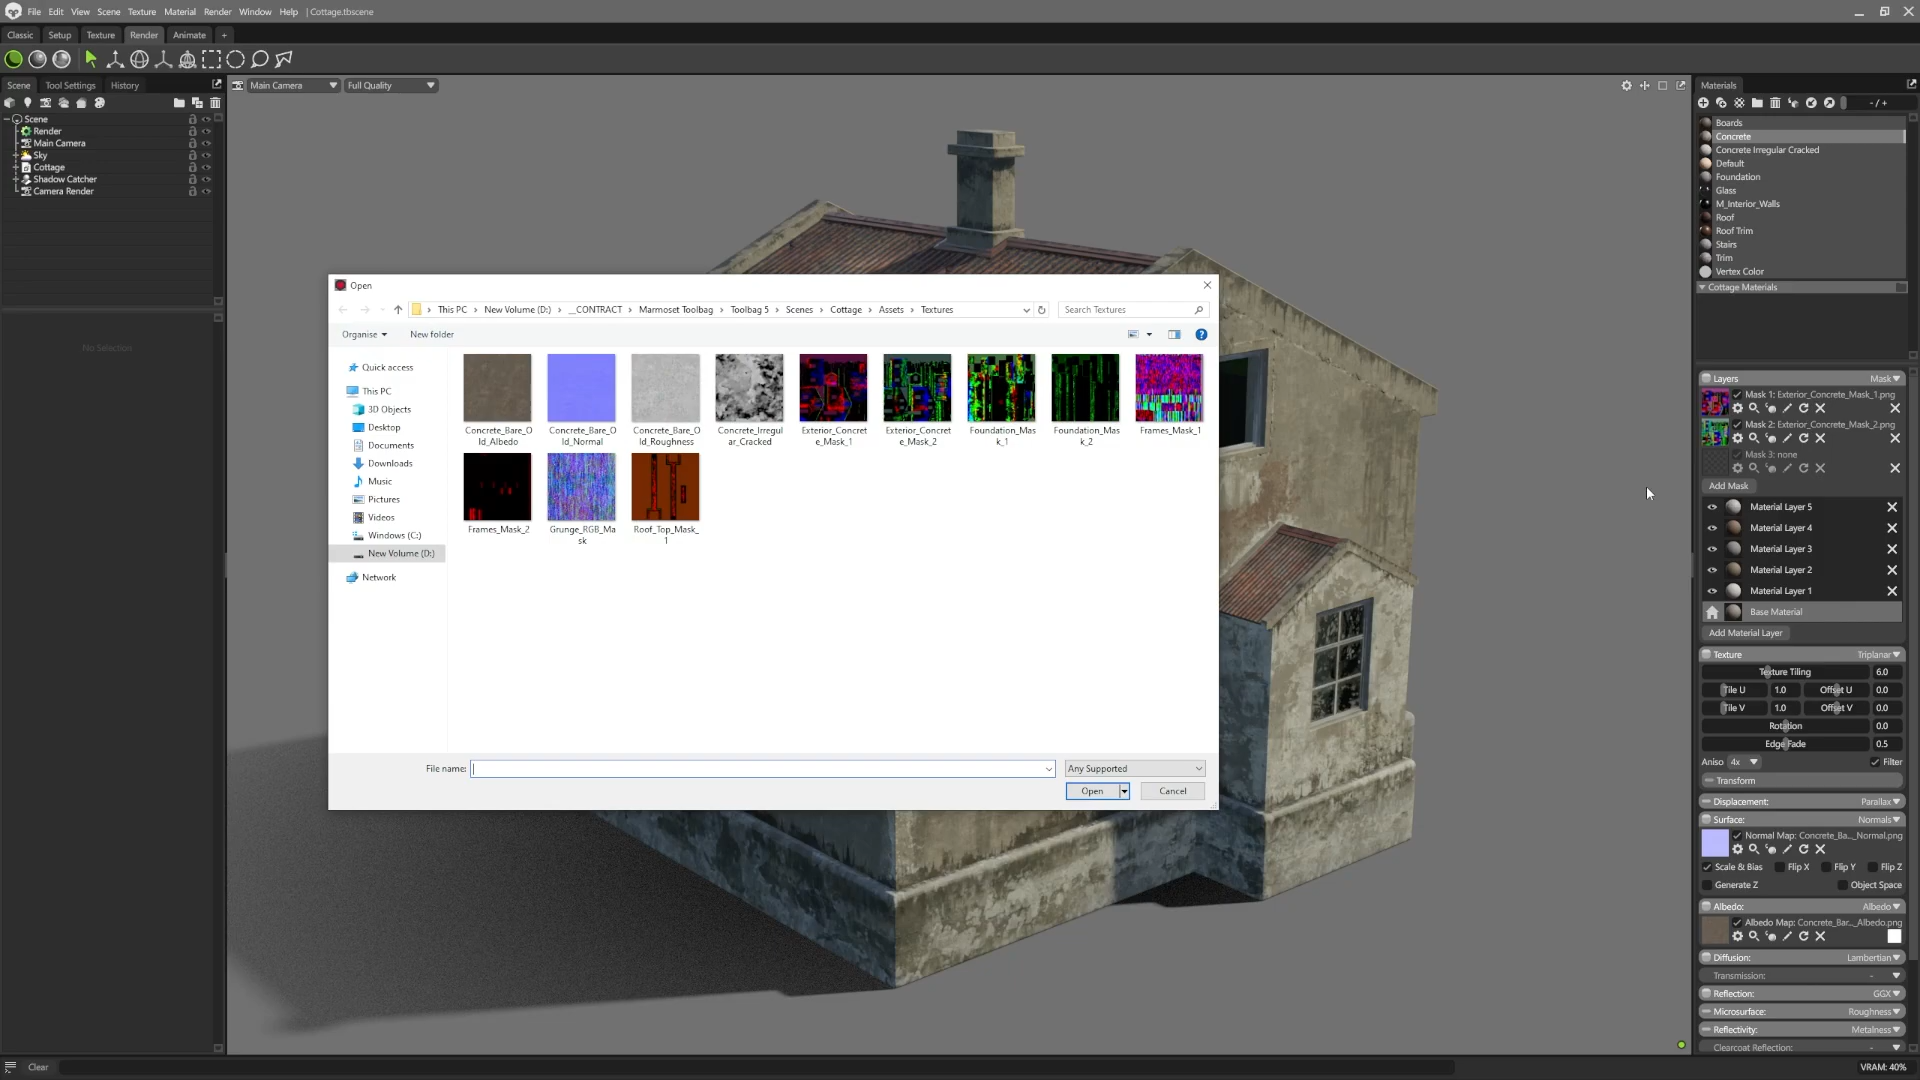 File Edit View Scene Texture Material Render Window Help | Cottage.tbscene
Classic Setup Texture Render Animate +
Scene Tool Settings History
Main Camera Full Quality
Materials
- / +
Scene
Render
Main Camera
Sky
Cottage
Shadow Catcher
Camera Render
No Selection
Open
This PC > New Volume (D:) > __CONTRACT > Marmoset Toolbag > Toolbag 5 > Scenes > Cottage > Assets > Textures
Search Textures
Organise New folder
Quick access
This PC
3D Objects
Desktop
Documents
Downloads
Music
Pictures
Videos
Windows (C:)
New Volume (D:)
Network
Concrete_Bare_Old_Albedo
Concrete_Bare_Old_Normal
Concrete_Bare_Old_Roughness
Concrete_Irregular_Cracked
Exterior_Concrete_Mask_1
Exterior_Concrete_Mask_2
Foundation_Mask_1
Foundation_Mask_2
Frames_Mask_1
Frames_Mask_2
Grunge_RGB_Mask
Roof_Top_Mask_1
File name: Any Supported
Open Cancel
Boards
Concrete
Concrete Irregular Cracked
Default
Foundation
Glass
M_Interior_Walls
Roof
Roof Trim
Stairs
Trim
Vertex Color
Cottage Materials
Layers Mask
Mask 1: Exterior_Concrete_Mask_1.png
Mask 2: Exterior_Concrete_Mask_2.png
Mask 3: none
Add Mask
Material Layer 5
Material Layer 4
Material Layer 3
Material Layer 2
Material Layer 1
Base Material
Add Material Layer
Texture Triplanar
Texture Tiling 6.0
Tile U 1.0 Offset U 0.0
Tile V 1.0 Offset V 0.0
Rotation 0.0
Edge Fade 0.5
Aniso 4x Filter
Transform
Displacement: Parallax
Surface: Normals
Normal Map: Concrete_Ba..._Normal.png
Scale & Bias Flip X Flip Y Flip Z
Generate Z Object Space
Albedo: Albedo
Albedo Map: Concrete_Bar..._Albedo.png
Diffusion: Lambertian
Transmission: -
Reflection: GGX
Microsurface: Roughness
Reflectivity: Metalness
Clearcoat Reflection: -
Clear
VRAM: 40%